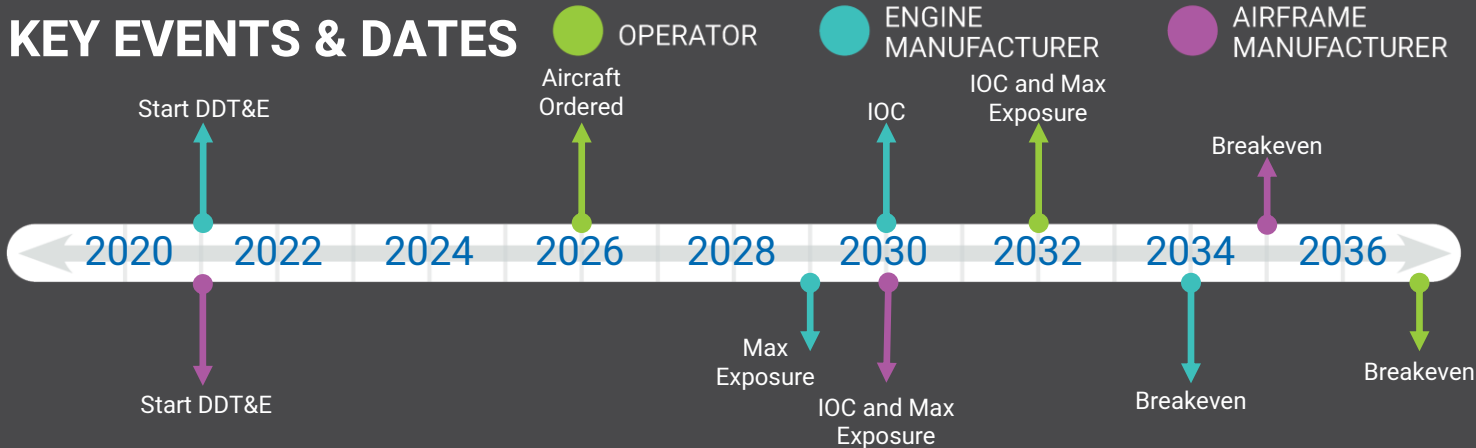 KEY EVENTS & DATES
OPERATOR
ENGINE
MANUFACTURER
AIRFRAME
MANUFACTURER
Start DDT&E
Aircraft
Ordered
IOC
IOC and Max
Exposure
Breakeven
2020 2022 2024 2026 2028 2030 2032 2034 2036
Start DDT&E
Max
Exposure
IOC and Max
Exposure
Breakeven
Breakeven